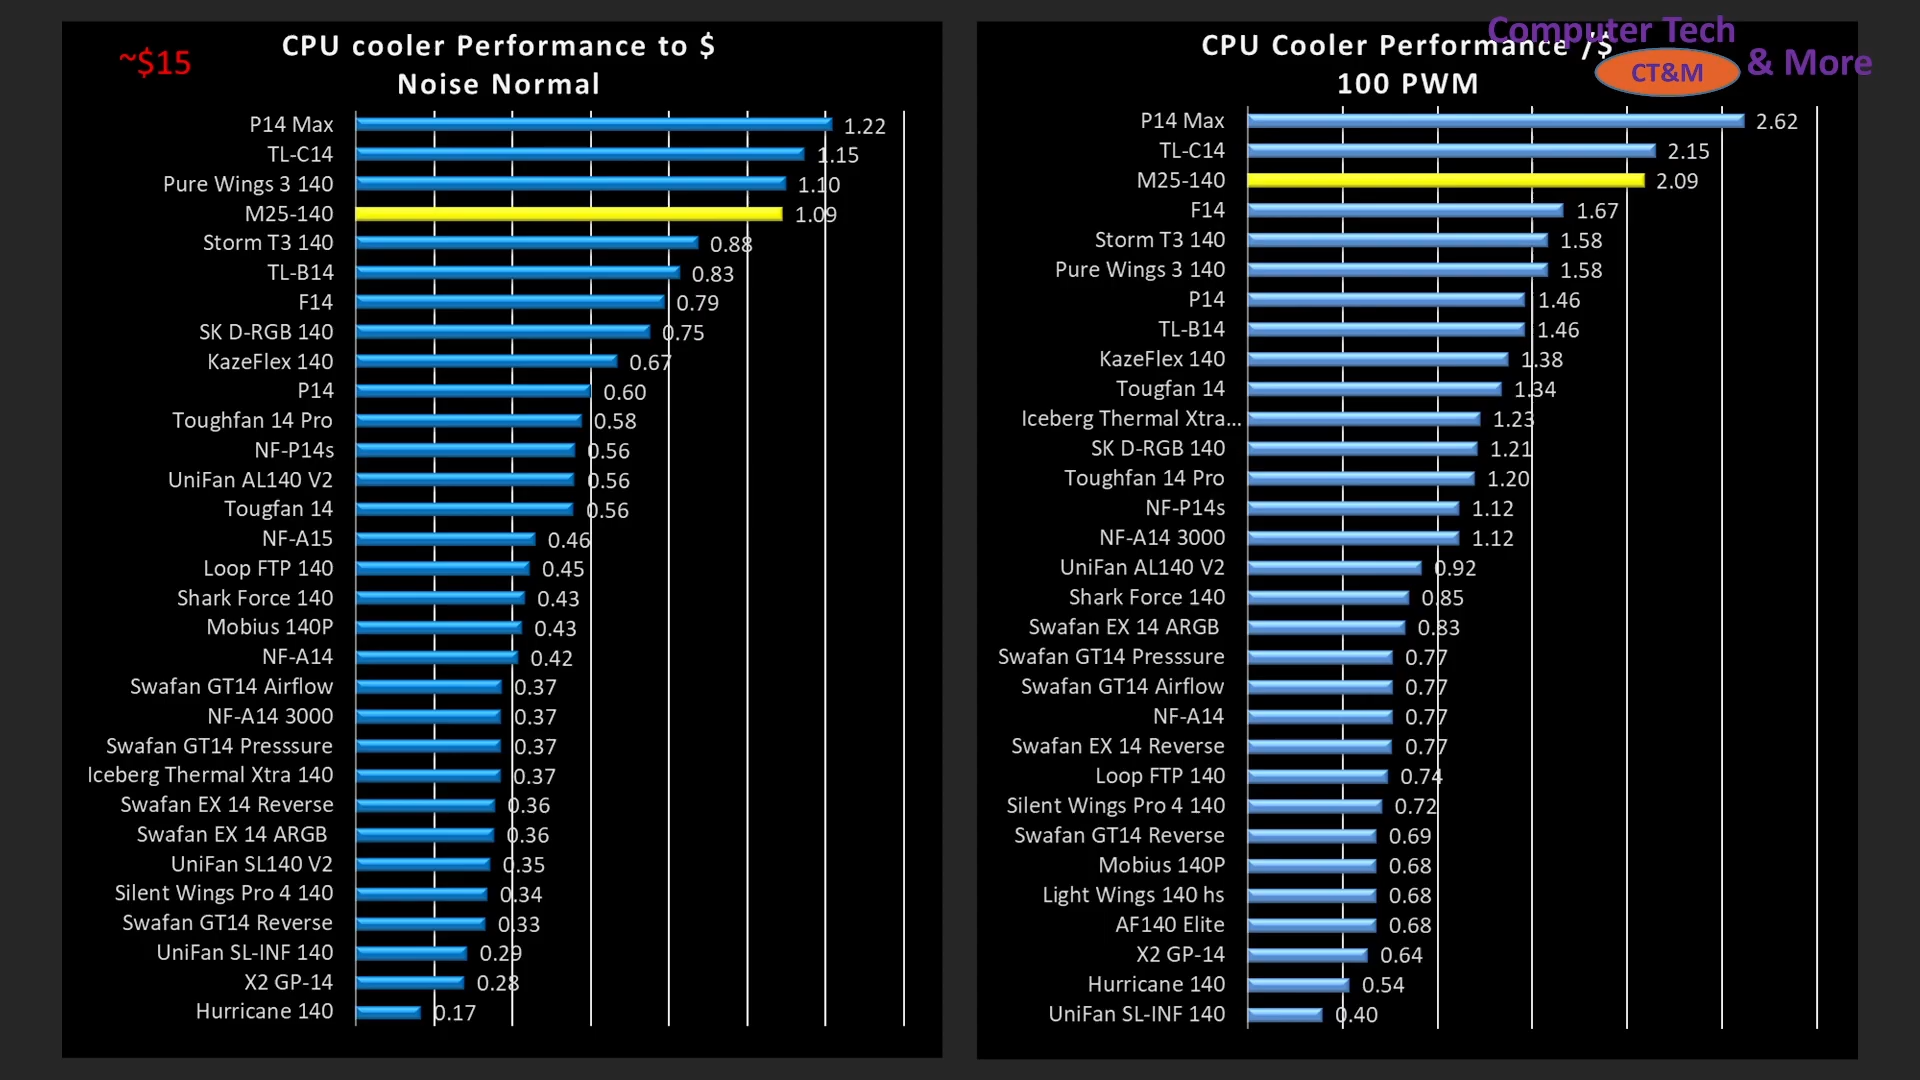 ~$15
CPU cooler Performance to $
Noise Normal
P14 Max 1.22
TL-C14 1.15
Pure Wings 3 140 1.10
M25-140 1.09
Storm T3 140 0.88
TL-B14 0.83
F14 0.79
SK D-RGB 140 0.75
KazeFlex 140 0.67
P14 0.60
Toughfan 14 Pro 0.58
NF-P14s 0.56
UniFan AL140 V2 0.56
Tougfan 14 0.56
NF-A15 0.46
Loop FTP 140 0.45
Shark Force 140 0.43
Mobius 140P 0.43
NF-A14 0.42
Swafan GT14 Airflow 0.37
NF-A14 3000 0.37
Swafan GT14 Presssure 0.37
Iceberg Thermal Xtra 140 0.37
Swafan EX 14 Reverse 0.36
Swafan EX 14 ARGB 0.36
UniFan SL140 V2 0.35
Silent Wings Pro 4 140 0.34
Swafan GT14 Reverse 0.33
UniFan SL-INF 140 0.29
X2 GP-14 0.28
Hurricane 140 0.17
CPU Cooler Performance /$
100 PWM
Computer Tech
CT&M
& More
P14 Max 2.62
TL-C14 2.15
M25-140 2.09
F14 1.67
Storm T3 140 1.58
Pure Wings 3 140 1.58
P14 1.46
TL-B14 1.46
KazeFlex 140 1.38
Tougfan 14 1.34
Iceberg Thermal Xtra... 1.23
SK D-RGB 140 1.21
Toughfan 14 Pro 1.20
NF-P14s 1.12
NF-A14 3000 1.12
UniFan AL140 V2 0.92
Shark Force 140 0.85
Swafan EX 14 ARGB 0.83
Swafan GT14 Presssure 0.77
Swafan GT14 Airflow 0.77
NF-A14 0.77
Swafan EX 14 Reverse 0.77
Loop FTP 140 0.74
Silent Wings Pro 4 140 0.72
Swafan GT14 Reverse 0.69
Mobius 140P 0.68
Light Wings 140 hs 0.68
AF140 Elite 0.68
X2 GP-14 0.64
Hurricane 140 0.54
UniFan SL-INF 140 0.40